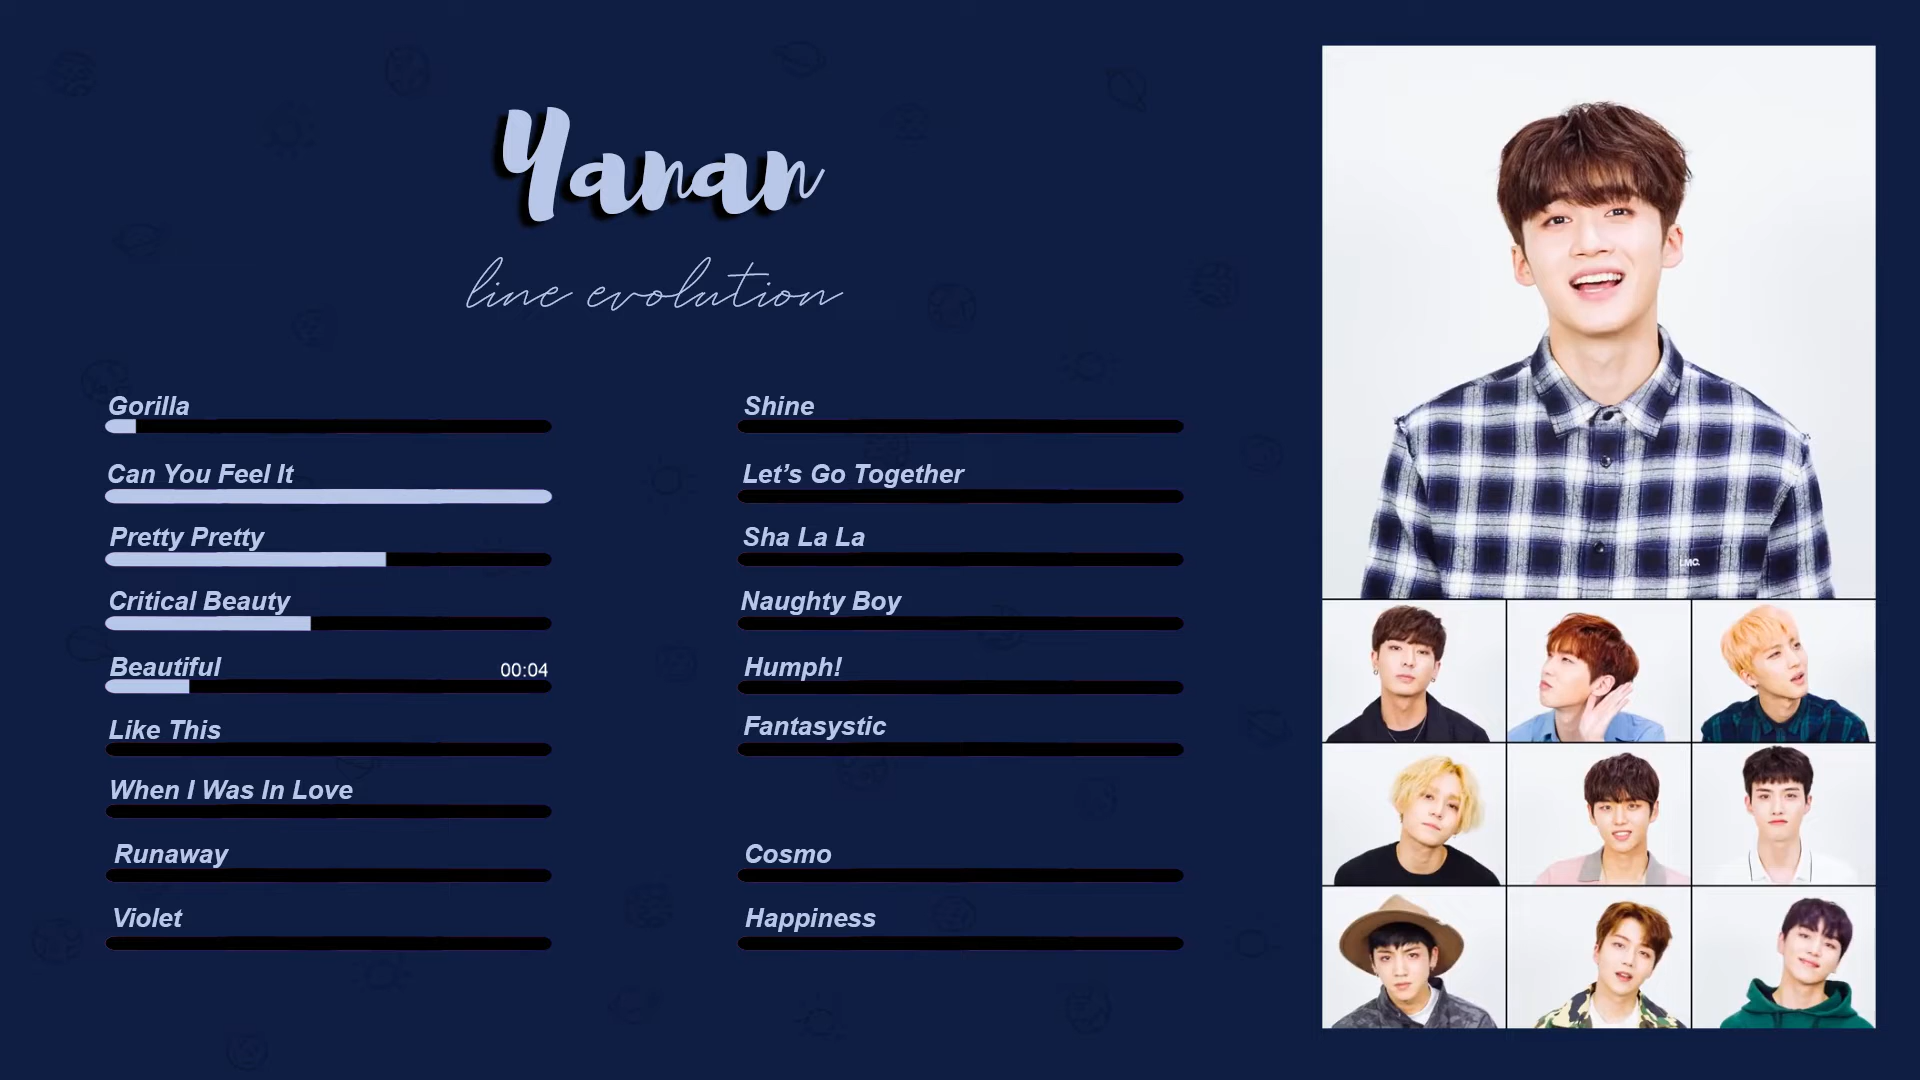 Yanan
line evolution
Gorilla
Can You Feel It
Pretty Pretty
Critical Beauty
Beautiful
00:04
Like This
When I Was In Love
Runaway
Violet
Shine
Let’s Go Together
Sha La La
Naughty Boy
Humph!
Fantasystic
Cosmo
Happiness
LMC.